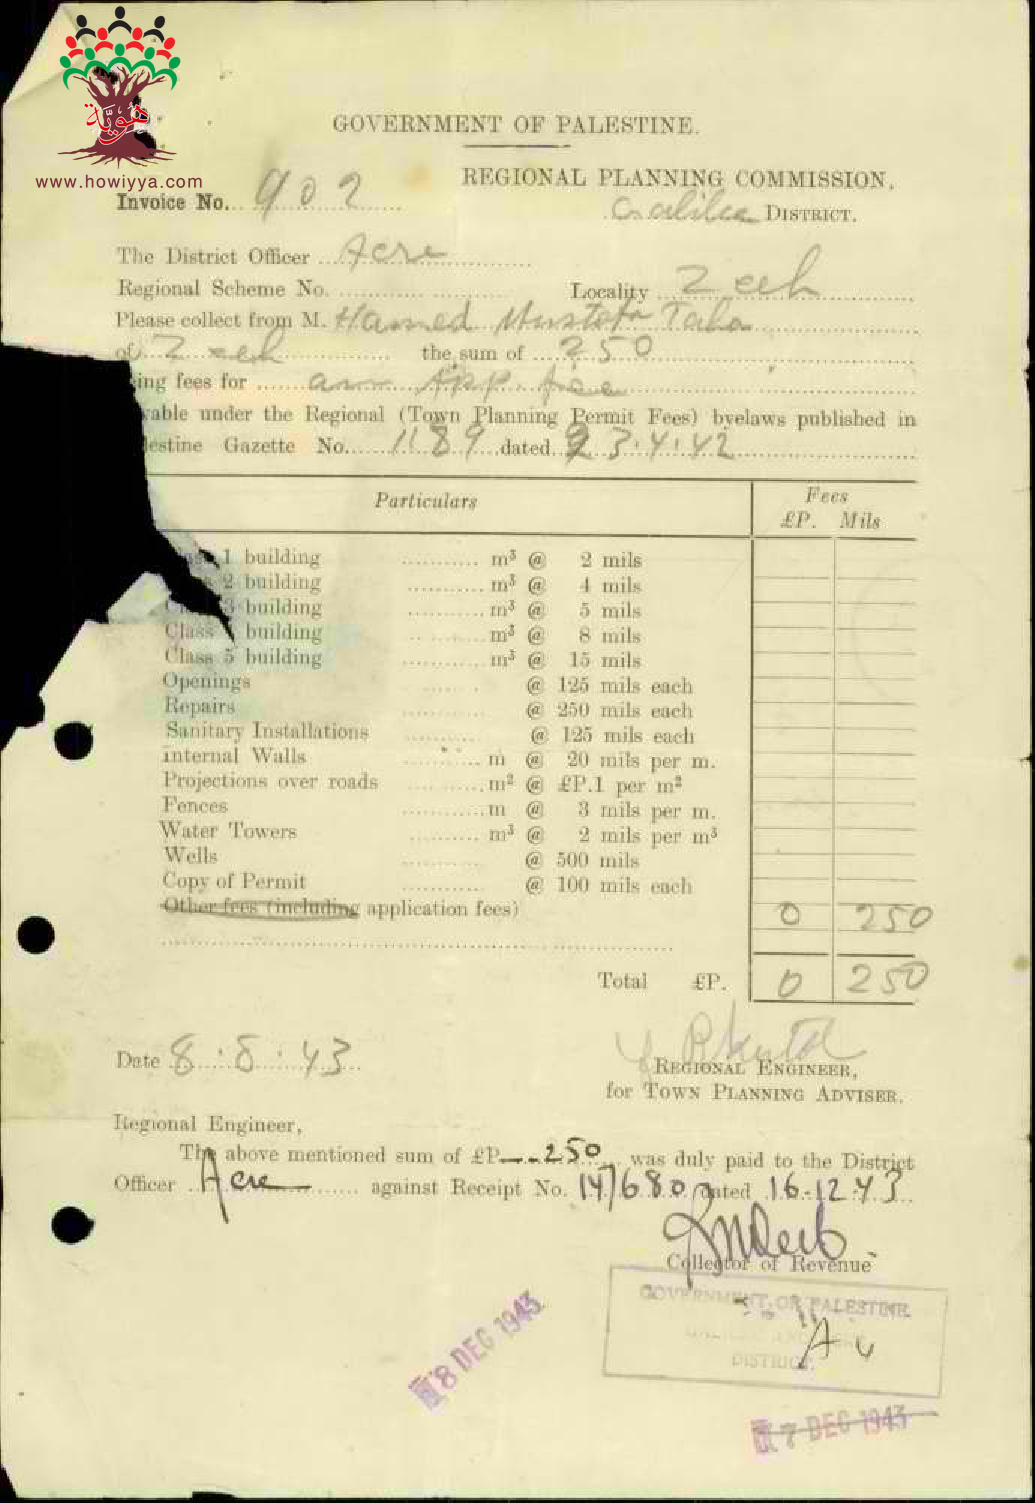 هوية
www.howiyya.com
GOVERNMENT OF PALESTINE.
REGIONAL PLANNING COMMISSION,
Invoice No. 902
Galilee DISTRICT.
The District Officer Acre
Regional Scheme No. Locality Zeeb
Please collect from M. Hamed Mustafa Taha
of Zeeb the sum of 250
ing fees for an App fee
able under the Regional (Town Planning Permit Fees) byelaws published in
lestine Gazette No. 1189 dated 23.4.42
Particulars Fees
£P. Mils
1 building m³ @ 2 mils
2 building m³ @ 4 mils
3 building m³ @ 5 mils
Class building m³ @ 8 mils
Class 5 building m³ @ 15 mils
Openings @ 125 mils each
Repairs @ 250 mils each
Sanitary Installations @ 125 mils each
Internal Walls m @ 20 mils per m.
Projections over roads m² @ £P.1 per m²
Fences m @ 3 mils per m.
Water Towers m³ @ 2 mils per m³
Wells @ 500 mils
Copy of Permit @ 100 mils each
Other fees (including application fees) 0 250
Total £P. 0 250
Date 8.8.43
REGIONAL ENGINEER,
for TOWN PLANNING ADVISER.
Regional Engineer,
The above mentioned sum of £P--.250 was duly paid to the District
Officer Acre against Receipt No. 147680 dated 16.12.43
Collector of Revenue
GOVERNMENT OF PALESTINE
DISTRICT.
18 DEC 1943
7 DEC 1943